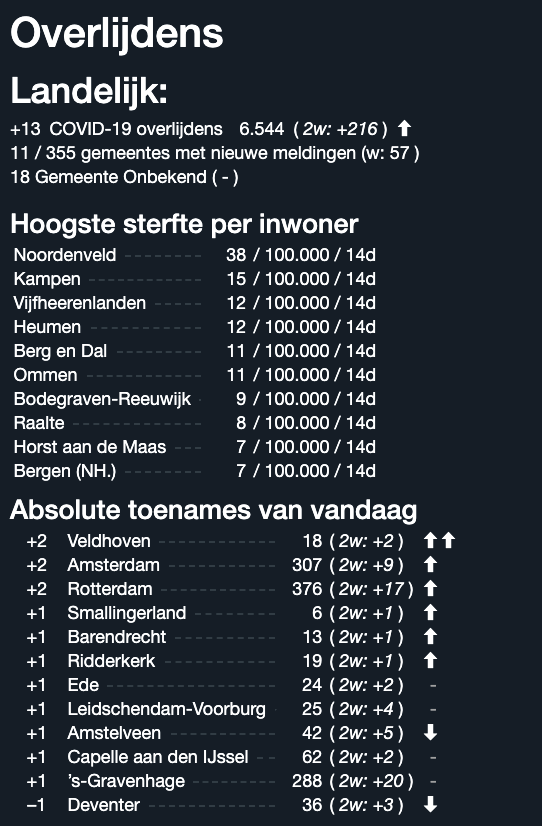 Overlijdens
Landelijk:
+13 COVID-19 overlijdens 6.544 ( 2w: +216 ) ⬆
11 / 355 gemeentes met nieuwe meldingen (w: 57 )
18 Gemeente Onbekend ( - )
Hoogste sterfte per inwoner
Noordenveld 38 / 100.000 / 14d
Kampen 15 / 100.000 / 14d
Vijfheerenlanden 12 / 100.000 / 14d
Heumen 12 / 100.000 / 14d
Berg en Dal 11 / 100.000 / 14d
Ommen 11 / 100.000 / 14d
Bodegraven-Reeuwijk 9 / 100.000 / 14d
Raalte 8 / 100.000 / 14d
Horst aan de Maas 7 / 100.000 / 14d
Bergen (NH.) 7 / 100.000 / 14d
Absolute toenames van vandaag
+2 Veldhoven 18 ( 2w: +2 ) ⬆⬆
+2 Amsterdam 307 ( 2w: +9 ) ⬆
+2 Rotterdam 376 ( 2w: +17 ) ⬆
+1 Smallingerland 6 ( 2w: +1 ) ⬆
+1 Barendrecht 13 ( 2w: +1 ) ⬆
+1 Ridderkerk 19 ( 2w: +1 ) ⬆
+1 Ede 24 ( 2w: +2 ) -
+1 Leidschendam-Voorburg 25 ( 2w: +4 ) -
+1 Amstelveen 42 ( 2w: +5 ) ⬇
+1 Capelle aan den IJssel 62 ( 2w: +2 ) -
+1 ’s-Gravenhage 288 ( 2w: +20 ) -
−1 Deventer 36 ( 2w: +3 ) ⬇